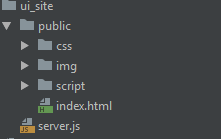 ui_site
public
css
img
script
index.html
server.js